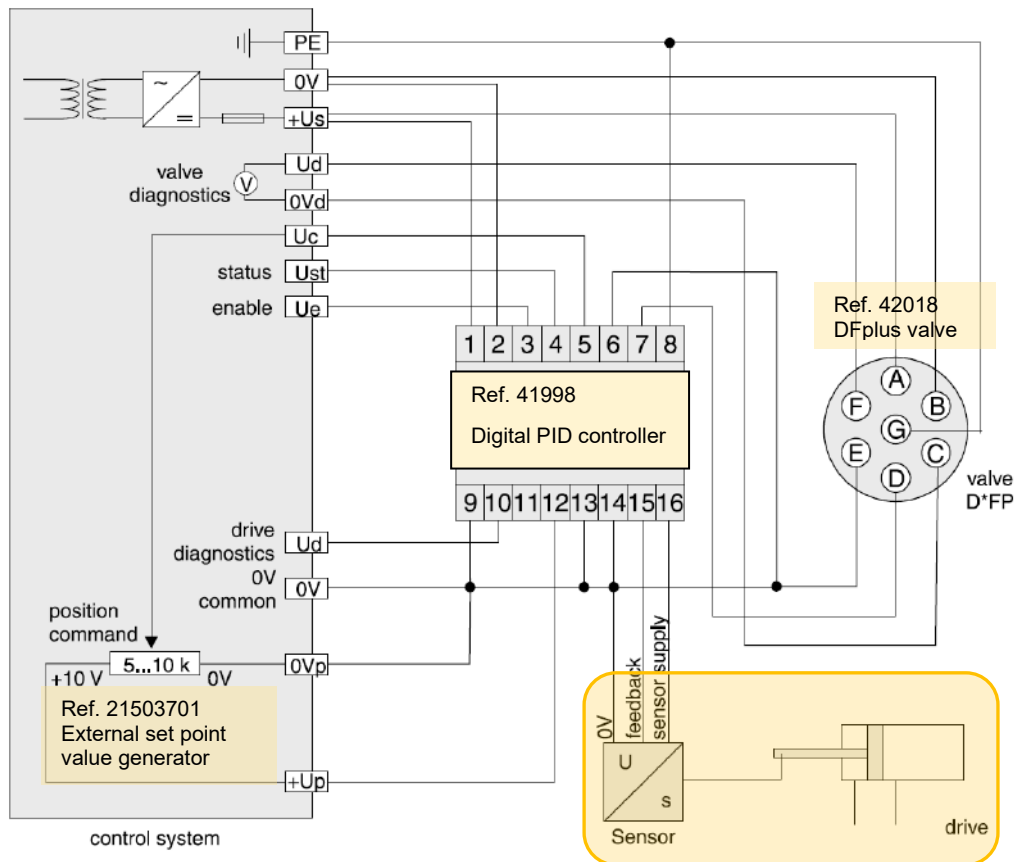 PE
0V
~
=
+Us
Ud
valve
diagnostics
V
0Vd
Uc
status
Ust
enable
Ue
Ref. 42018
DFplus valve
1 2 3 4 5 6 7 8
Ref. 41998
Digital PID controller
9 10 11 12 13 14 15 16
A
F
B
G
E
C
D
valve
D*FP
drive
diagnostics
Ud
0V
common
0V
position
command
5...10 k
+10 V
0V
0Vp
Ref. 21503701
External set point
value generator
+Up
0V
feedback
sensor supply
U
s
Sensor
drive
control system